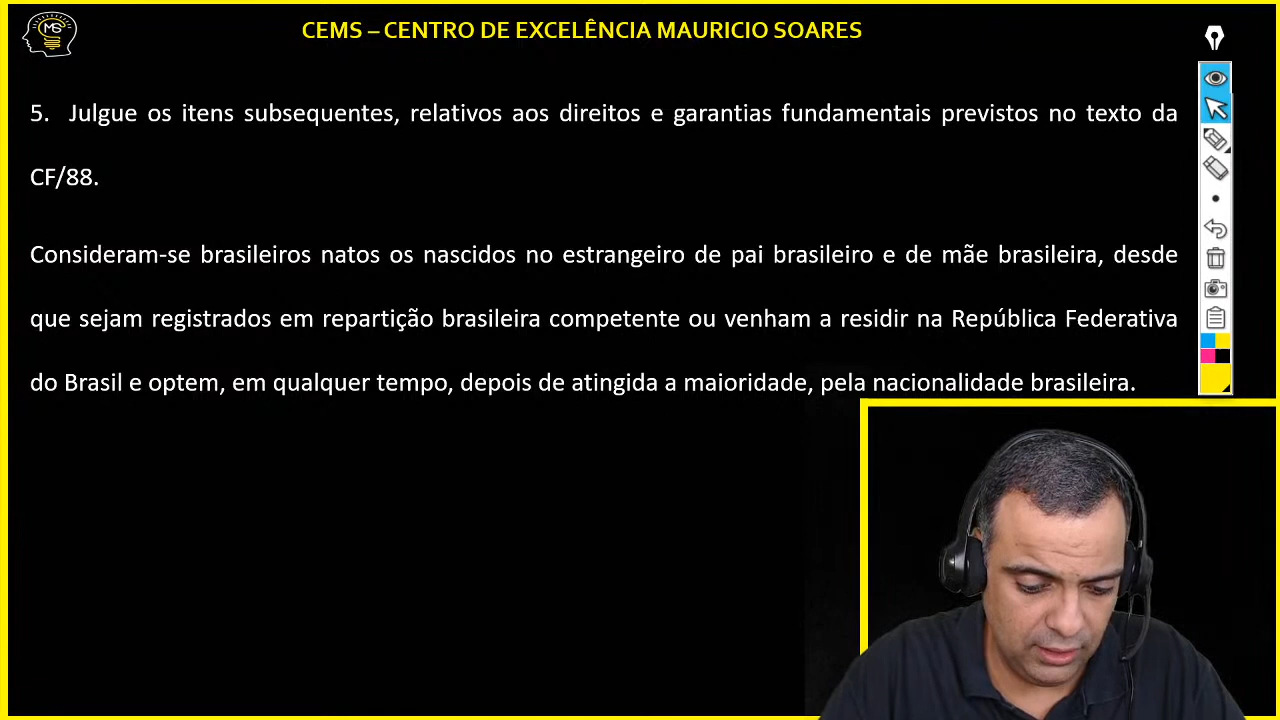 MS
CEMS – CENTRO DE EXCELÊNCIA MAURICIO SOARES
5. Julgue os itens subsequentes, relativos aos direitos e garantias fundamentais previstos no texto da
CF/88.
Consideram-se brasileiros natos os nascidos no estrangeiro de pai brasileiro e de mãe brasileira, desde
que sejam registrados em repartição brasileira competente ou venham a residir na República Federativa
do Brasil e optem, em qualquer tempo, depois de atingida a maioridade, pela nacionalidade brasileira.